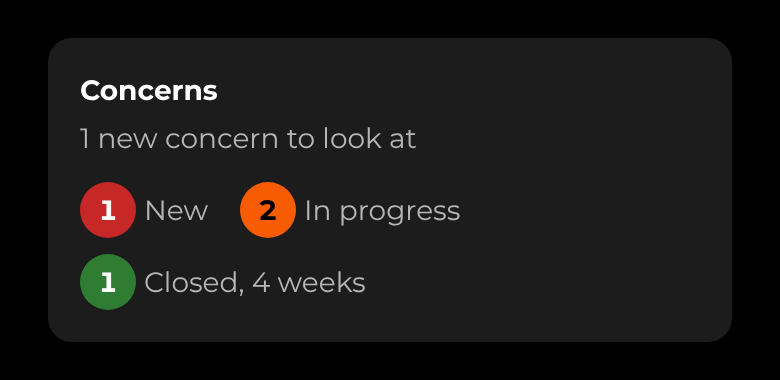 Concerns
1 new concern to look at
1 New 2 In progress
1 Closed, 4 weeks